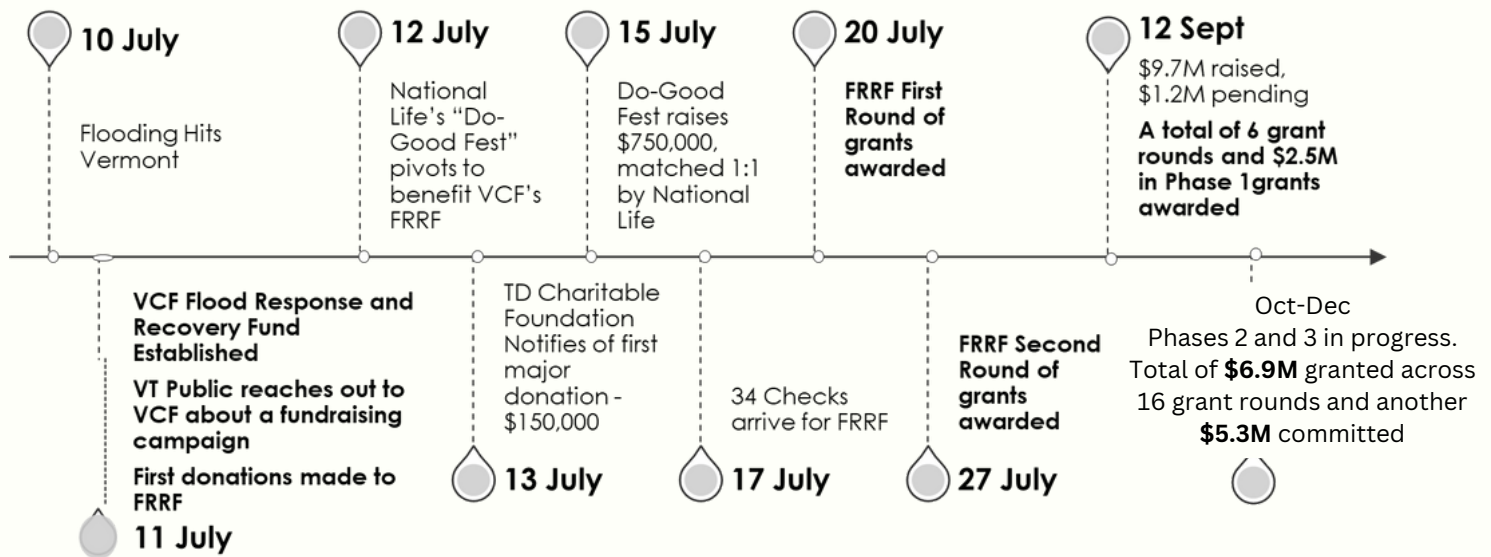 10 July
Flooding Hits
Vermont
VCF Flood Response and
Recovery Fund
Established
VT Public reaches out to
VCF about a fundraising
campaign
First donations made to
FRRF
11 July
12 July
National
Life's “Do-
Good Fest”
pivots to
benefit VCF's
FRRF
TD Charitable
Foundation
Notifies of first
major
donation -
$150,000
13 July
15 July
Do-Good
Fest raises
$750,000,
matched 1:1
by National
Life
34 Checks
arrive for FRRF
17 July
20 July
FRRF First
Round of
grants
awarded
FRRF Second
Round of
grants
awarded
27 July
12 Sept
$9.7M raised,
$1.2M pending
A total of 6 grant
rounds and $2.5M
in Phase 1grants
awarded
Oct-Dec
Phases 2 and 3 in progress.
Total of $6.9M granted across
16 grant rounds and another
$5.3M committed